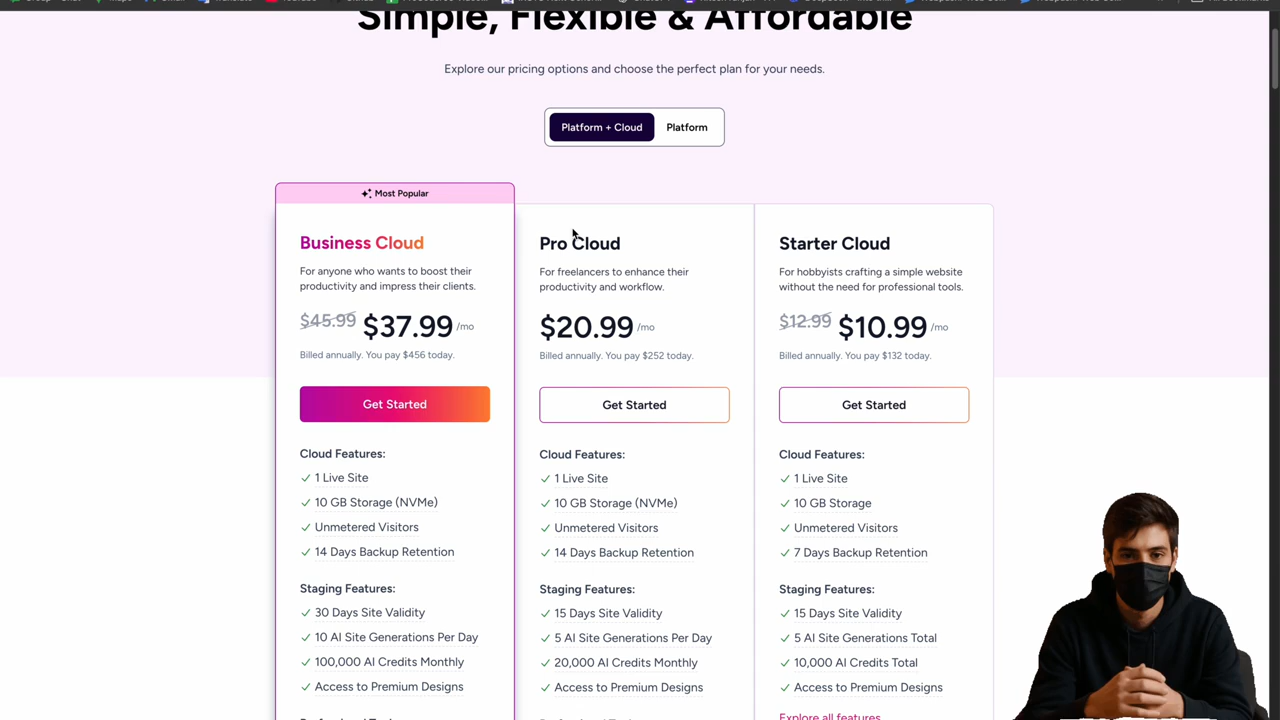 Simple, Flexible & Affordable
Explore our pricing options and choose the perfect plan for your needs.
Platform + Cloud
Platform
Most Popular
Business Cloud
For anyone who wants to boost their
productivity and impress their clients.
$45.99 $37.99 /mo
Billed annually. You pay $456 today.
Get Started
Cloud Features:
1 Live Site
10 GB Storage (NVMe)
Unmetered Visitors
14 Days Backup Retention
Staging Features:
30 Days Site Validity
10 AI Site Generations Per Day
100,000 AI Credits Monthly
Access to Premium Designs
Pro Cloud
For freelancers to enhance their
productivity and workflow.
$20.99 /mo
Billed annually. You pay $252 today.
Get Started
Cloud Features:
1 Live Site
10 GB Storage (NVMe)
Unmetered Visitors
14 Days Backup Retention
Staging Features:
15 Days Site Validity
5 AI Site Generations Per Day
20,000 AI Credits Monthly
Access to Premium Designs
Starter Cloud
For hobbyists crafting a simple website
without the need for professional tools.
$12.99 $10.99 /mo
Billed annually. You pay $132 today.
Get Started
Cloud Features:
1 Live Site
10 GB Storage
Unmetered Visitors
7 Days Backup Retention
Staging Features:
15 Days Site Validity
5 AI Site Generations Total
10,000 AI Credits Total
Access to Premium Designs
Explore all features